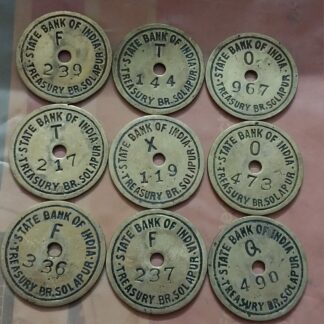 STATE BANK OF INDIA
F
239
TREASURY BR. SOLAPUR
STATE BANK OF INDIA
T
144
TREASURY BR. SOLAPUR
STATE BANK OF INDIA
O
967
TREASURY BR. SOLAPUR
STATE BANK OF INDIA
T
217
TREASURY BR. SOLAPUR
STATE BANK OF INDIA
X
119
TREASURY BR. SOLAPUR
STATE BANK OF INDIA
O
473
TREASURY BR. SOLAPUR
STATE BANK OF INDIA
F
336
TREASURY BR. SOLAPUR
STATE BANK OF INDIA
F
237
TREASURY BR. SOLAPUR
STATE BANK OF INDIA
Q
490
TREASURY BR. SOLAPUR